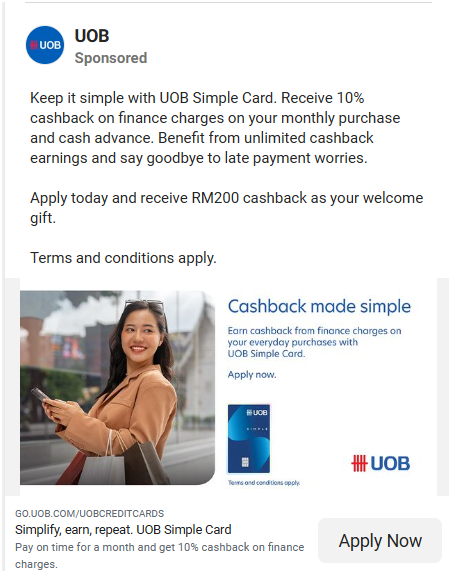 UOB
UOB
Sponsored
Keep it simple with UOB Simple Card. Receive 10%
cashback on finance charges on your monthly purchase
and cash advance. Benefit from unlimited cashback
earnings and say goodbye to late payment worries.
Apply today and receive RM200 cashback as your welcome
gift.
Terms and conditions apply.
Cashback made simple
Earn cashback from finance charges on
your everyday purchases with
UOB Simple Card.
Apply now.
UOB
SIMPLE
UOB
Terms and conditions apply.
GO.UOB.COM/UOBCREDITCARDS
Simplify, earn, repeat. UOB Simple Card
Pay on time for a month and get 10% cashback on finance
charges.
Apply Now